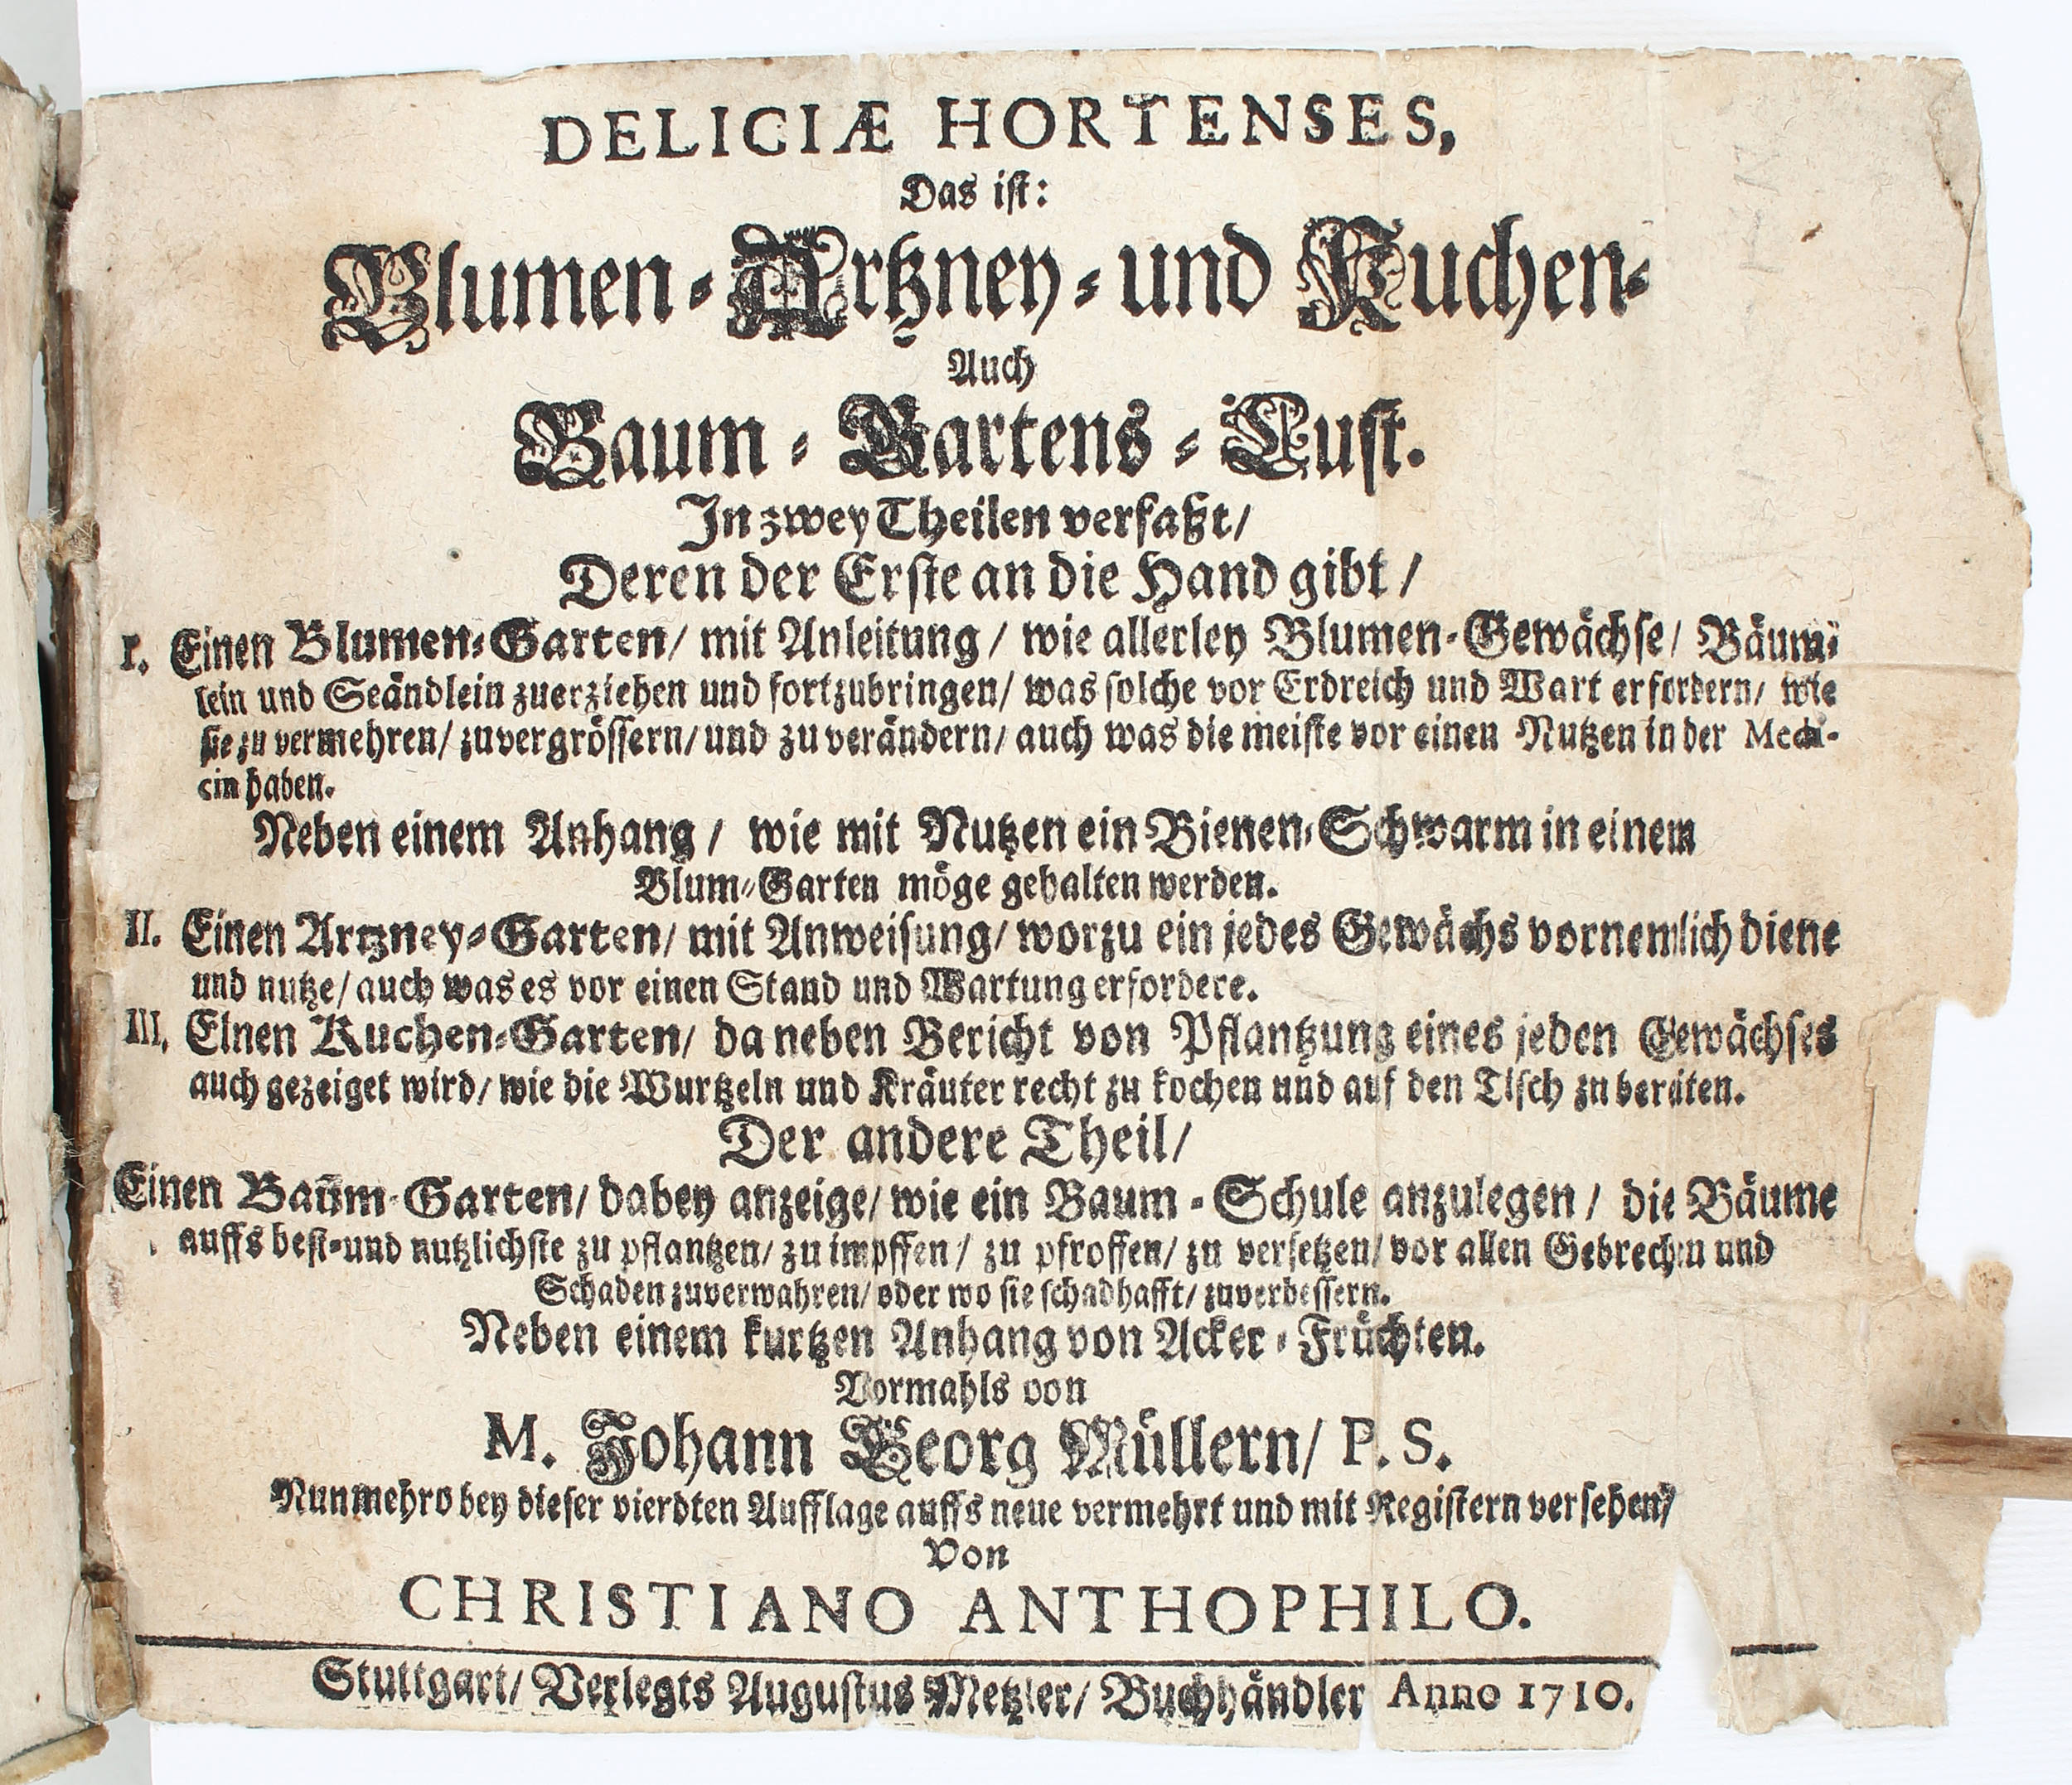 DELICIÆ HORTENSES,
Das ist:
Blumen-Artzney-und Kuchen-
Auch
Baum-Gartens-Lust.
In zwey Theilen verfaßt/
Deren der Erste an die Hand gibt/
I. Einen Blumen-Garten/ mit Anleitung/ wie allerley Blumen-Gewächse/ Bäum-
lein und Seändlein zuerziehen und fortzubringen/ was solche vor Erdreich und Wart erfordern/ wie
sie zu vermehren/ zuvergrössern/ und zu verändern/ auch was die meiste vor einen Nutzen in der Medi-
cin haben.
Neben einem Anhang/ wie mit Nutzen ein Bienen-Schwarm in einem
Blum-Garten möge gehalten werden.
II. Einen Artzney-Garten/ mit Anweisung/ worzu ein jedes Gewächs vornemlich diene
und nutze/ auch was es vor einen Stand und Wartung erfordere.
III. Einen Kuchen-Garten/ daneben Bericht von Pflantzung eines jeden Gewächses
auch gezeiget wird/ wie die Wurtzeln und Kräuter recht zu kochen und auf den Tisch zu beraiten.
Der andere Theil/
Einen Baum-Garten/ dabey anzeige/ wie ein Baum-Schule anzulegen/ die Bäume
auffs best-und nutzlichste zu pflantzen/ zu impffen/ zu pfroffen/ zu versetzen/ vor allen Gebrechen und
Schaden zuverwahren/ oder wo sie schadhafft/ zuverbessern.
Neben einem kurtzen Anhang von Acker-Früchten.
Vormahls von
M. Johann Georg Müllern/ P. S.
Nunmehro bey dieser vierdten Aufflage auffs neue vermehrt und mit Registern versehen/
Von
CHRISTIANO ANTHOPHILO.
Stuttgart/ Verlegts Augustus Metzler/ Buchhändler Anno 1710.